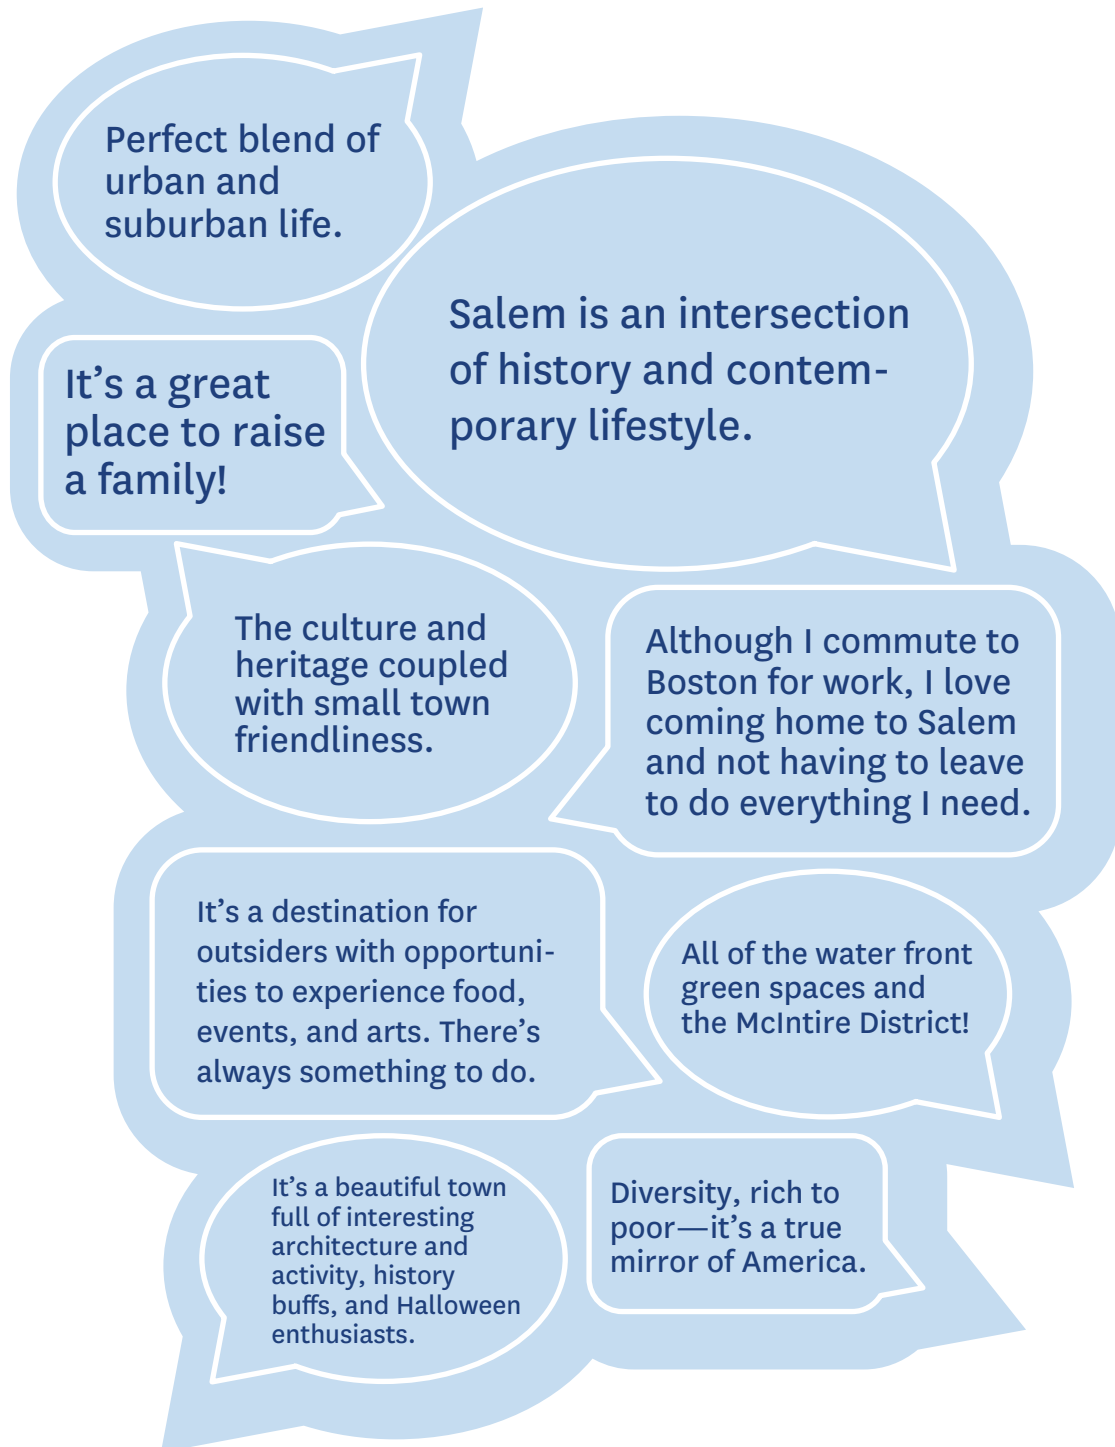 Perfect blend of
urban and
suburban life.
Salem is an intersection
of history and contem-
porary lifestyle.
It's a great
place to raise
a family!
The culture and
heritage coupled
with small town
friendliness.
Although I commute to
Boston for work, I love
coming home to Salem
and not having to leave
to do everything I need.
It's a destination for
outsiders with opportuni-
ties to experience food,
events, and arts. There's
always something to do.
All of the water front
green spaces and
the McIntire District!
It's a beautiful town
full of interesting
architecture and
activity, history
buffs, and Halloween
enthusiasts.
Diversity, rich to
poor—it's a true
mirror of America.